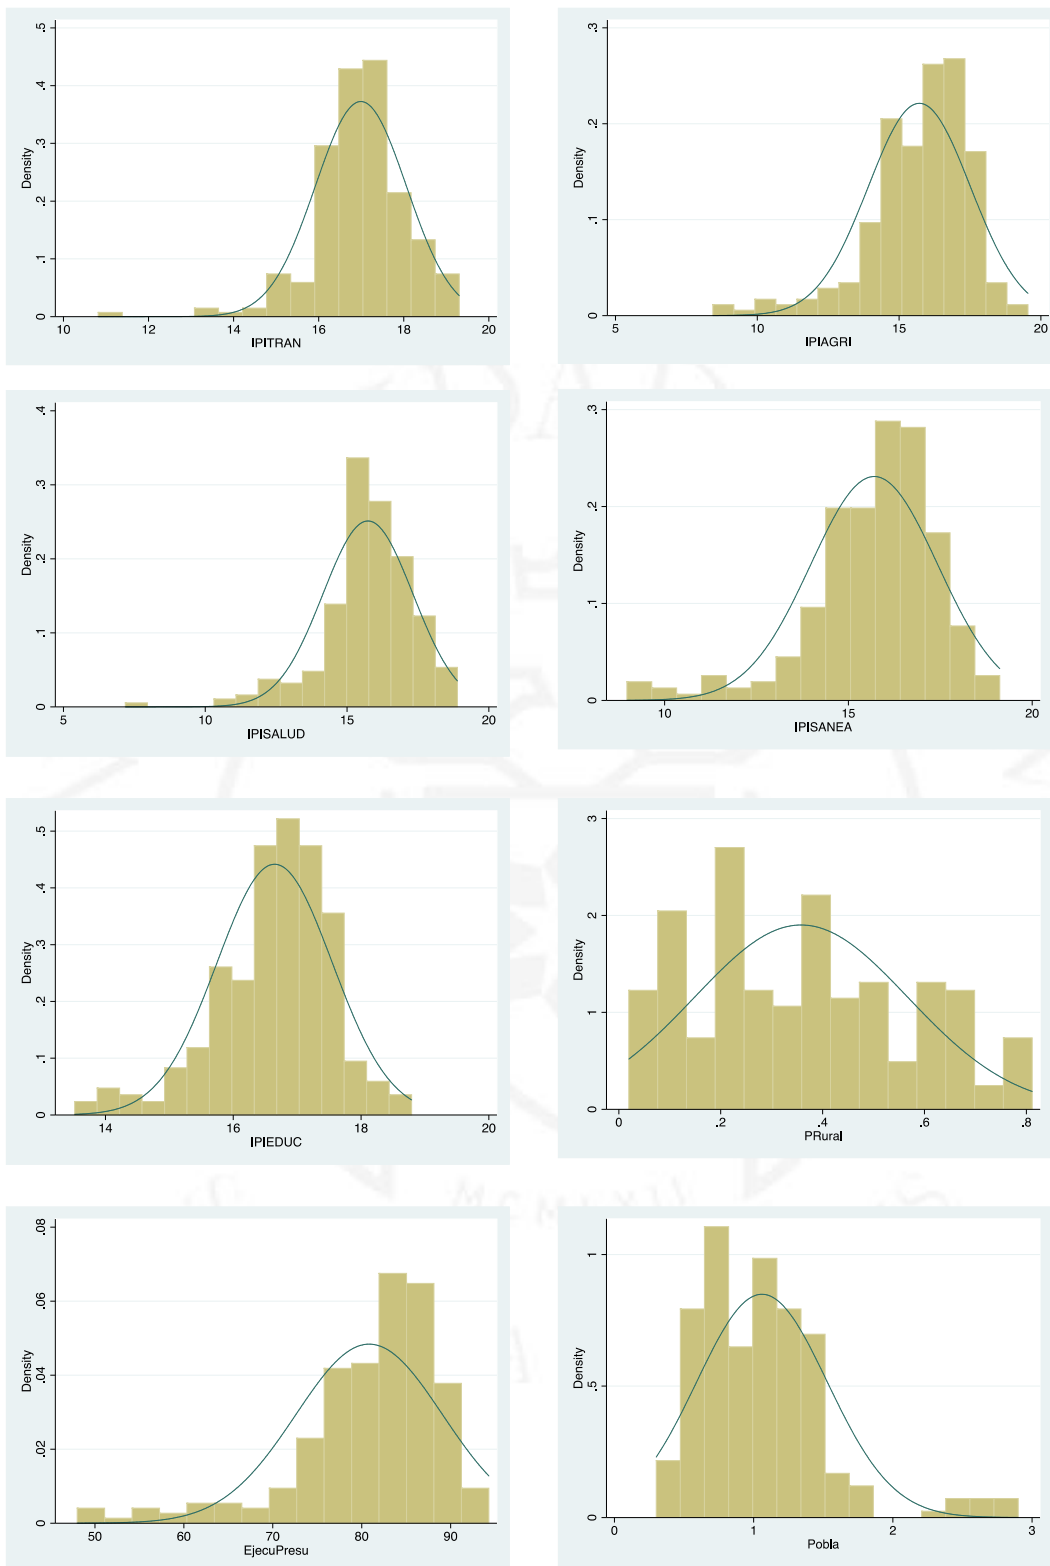 Density
0 .1 .2 .3 .4 .5
10 12 14 16 18 20
IPITRAN
Density
0 .1 .2 .3
5 10 15 20
IPIAGRI
Density
0 .1 .2 .3 .4
5 10 15 20
IPISALUD
Density
0 .1 .2 .3
10 15 20
IPISANEA
Density
0 .1 .2 .3 .4 .5
14 16 18 20
IPIEDUC
Density
0 1 2 3
0 .2 .4 .6 .8
PRural
Density
0 .02 .04 .06 .08
50 60 70 80 90
EjecuPresu
Density
0 .5 1
0 1 2 3
Pobla
MCMLXII